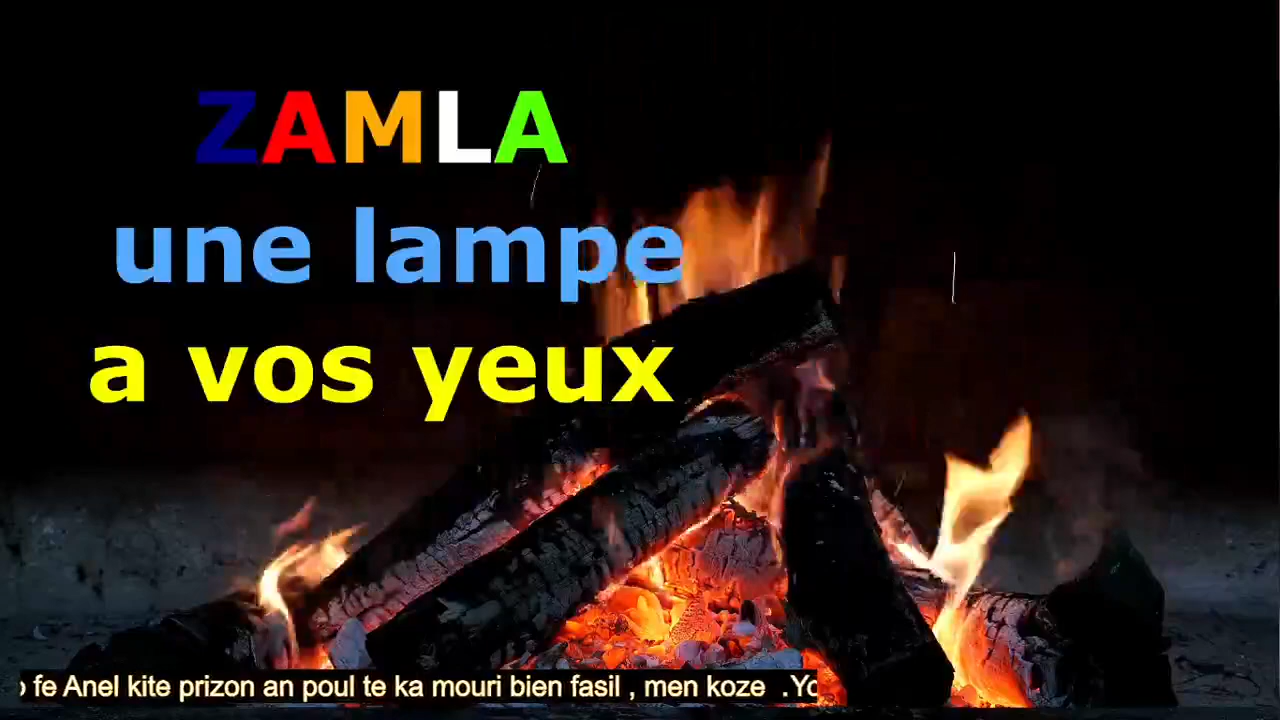 ZAMLA
une lampe
a vos yeux
fe Anel kite prizon an poul te ka mouri bien fasil , men koze .